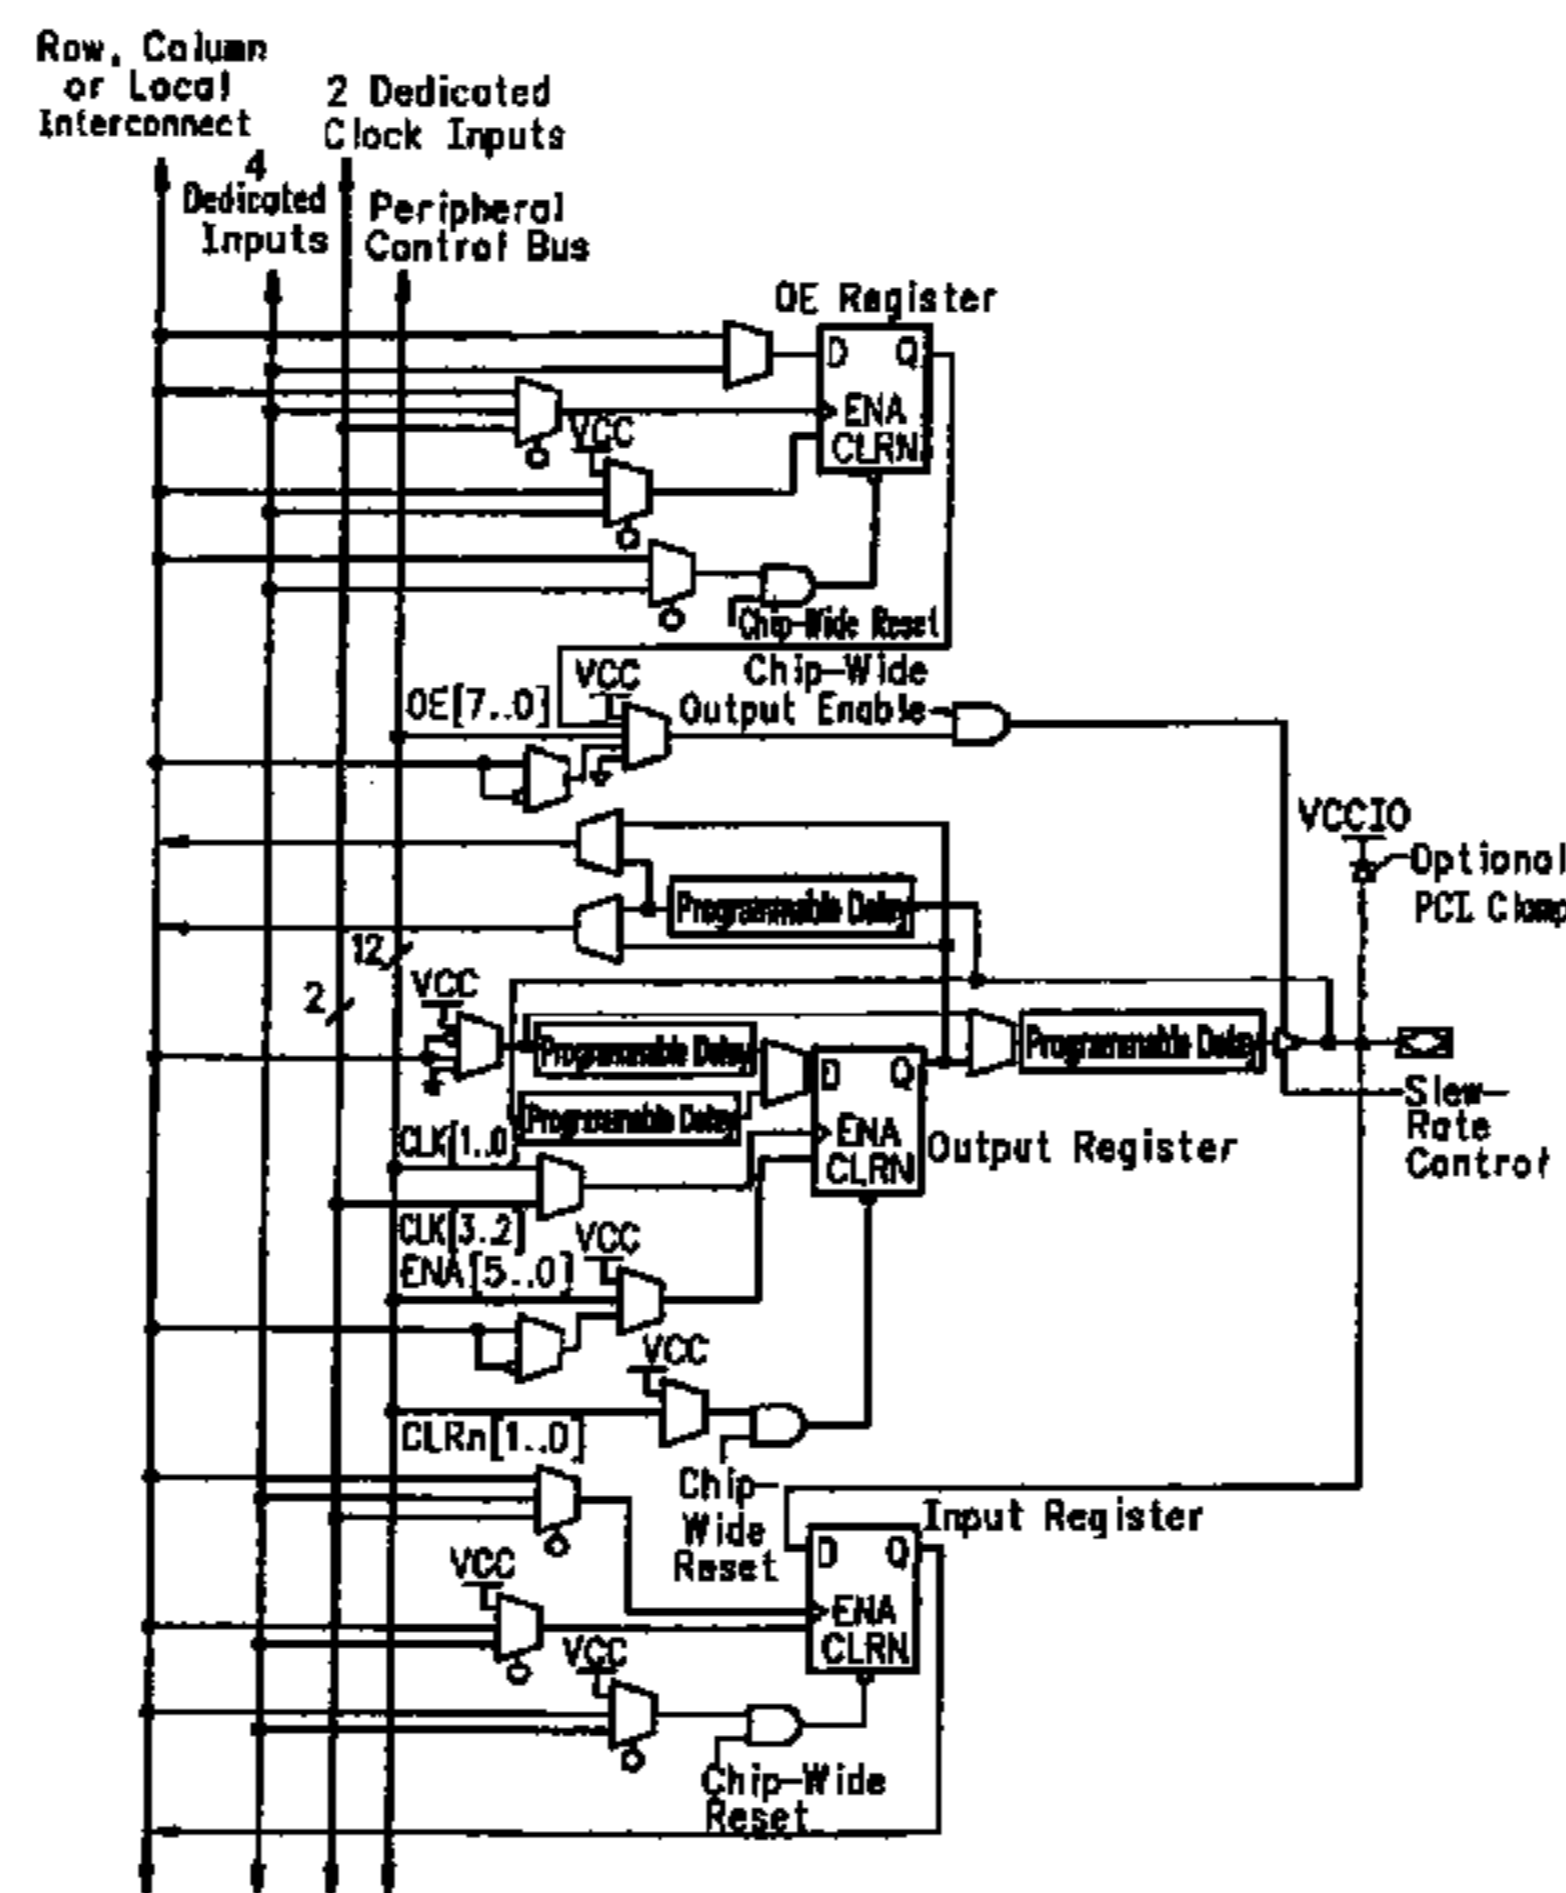 Row, Column
or Local
Interconnect
2 Dedicated
Clock Inputs
4
Dedicated
Inputs
Peripheral
Control Bus
OE Register
D Q
ENA
CLRN
VCC
Chip-Wide Reset
VCC
Chip-Wide
Output Enable
OE[7..0]
VCCIO
Optional
PCI Clamp
Programmable Delay
12
2
VCC
Programmable Delay
Programmable Delay
Programmable Delay
D Q
ENA
CLRN
Output Register
Slew-
Rate
Control
CLK[1..0]
CLK[3..2]
VCC
ENA[5..0]
VCC
CLRn[1..0]
Chip-
Wide
Reset
Input Register
D Q
ENA
CLRN
VCC
VCC
Chip-Wide
Reset